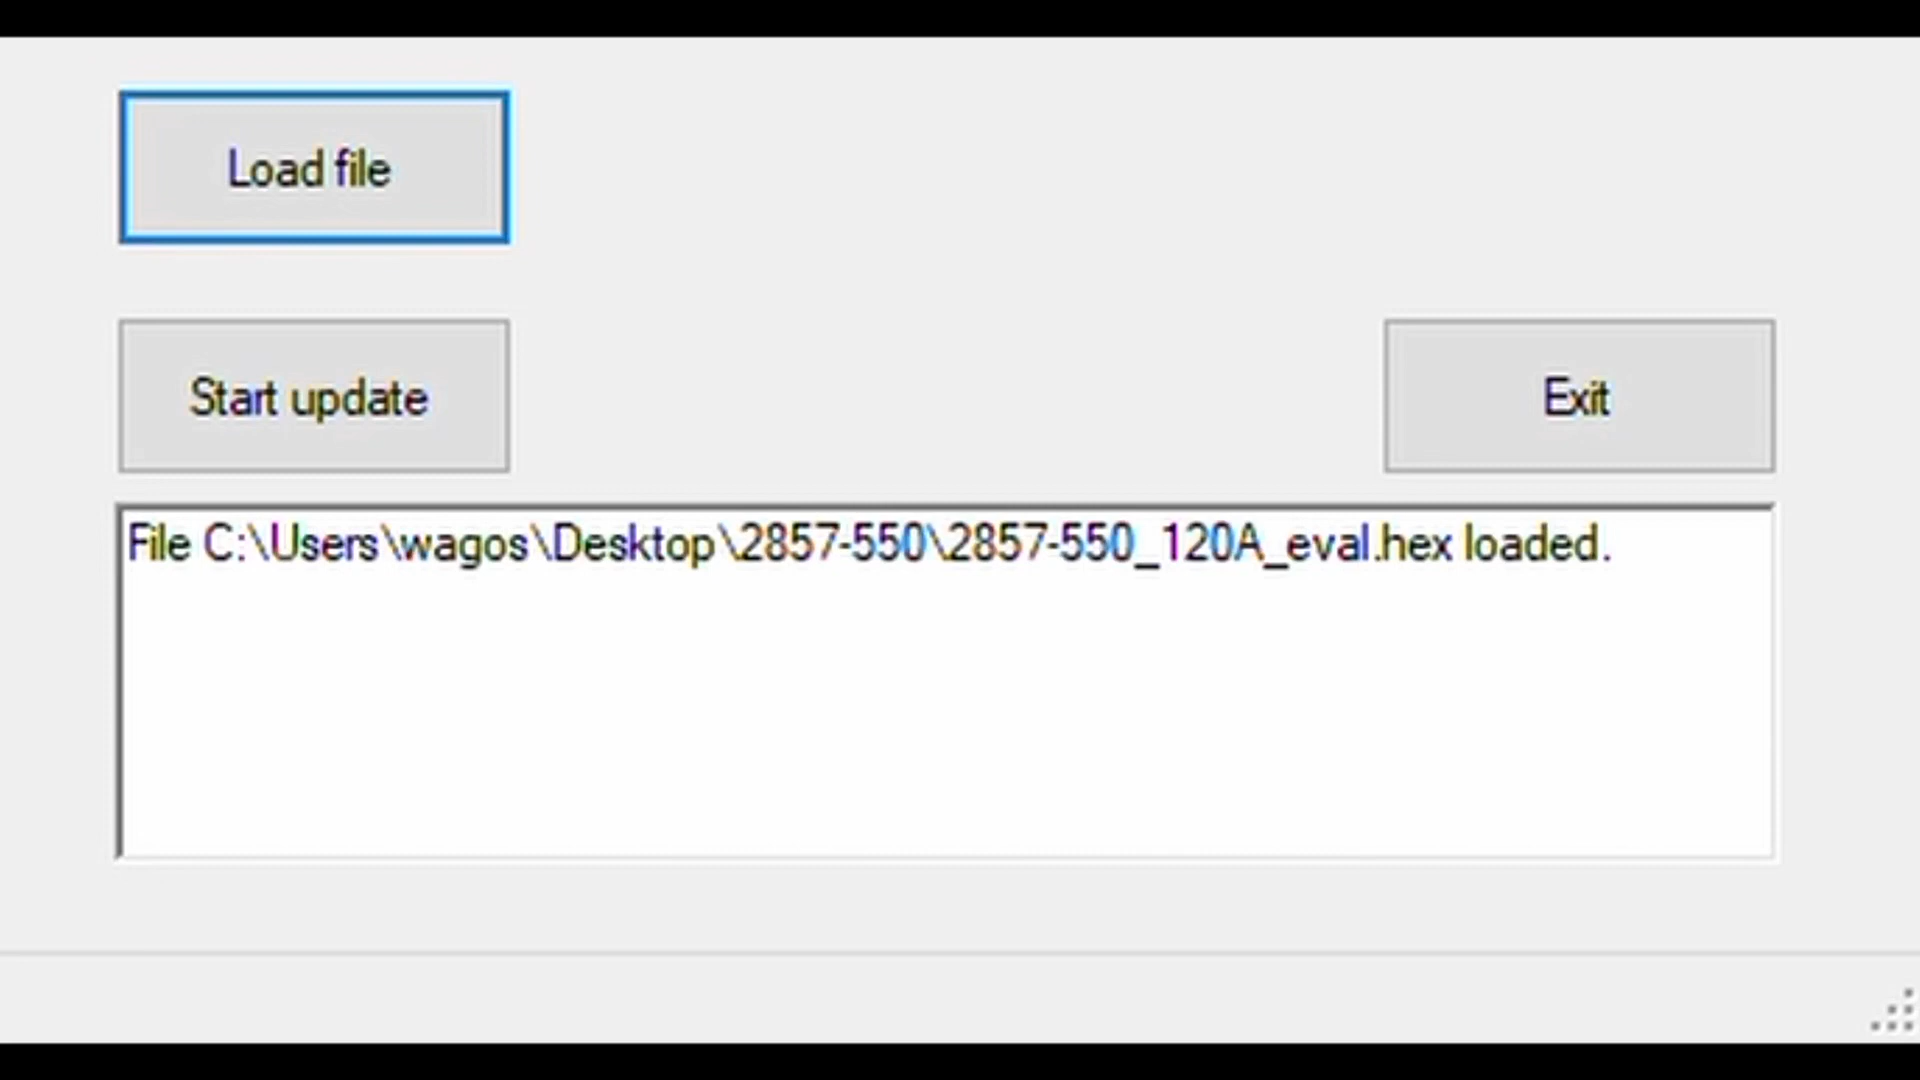 Load file
Start update
Exit
File C:\Users\wagos\Desktop\2857-550\2857-550_120A_eval.hex loaded.